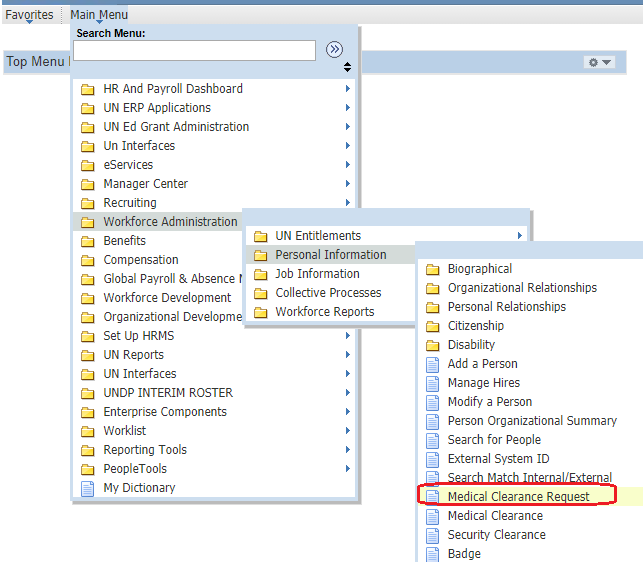 Favorites
Main Menu
Search Menu:
Top Menu
HR And Payroll Dashboard
UN ERP Applications
UN Ed Grant Administration
Un Interfaces
eServices
Manager Center
Recruiting
Workforce Administration
Benefits
Compensation
Global Payroll & Absence
Workforce Development
Organizational Developme
Set Up HRMS
UN Reports
UN Interfaces
UNDP INTERIM ROSTER
Enterprise Components
Worklist
Reporting Tools
PeopleTools
My Dictionary
UN Entitlements
Personal Information
Job Information
Collective Processes
Workforce Reports
Biographical
Organizational Relationships
Personal Relationships
Citizenship
Disability
Add a Person
Manage Hires
Modify a Person
Person Organizational Summary
Search for People
External System ID
Search Match Internal/External
Medical Clearance Request
Medical Clearance
Security Clearance
Badge